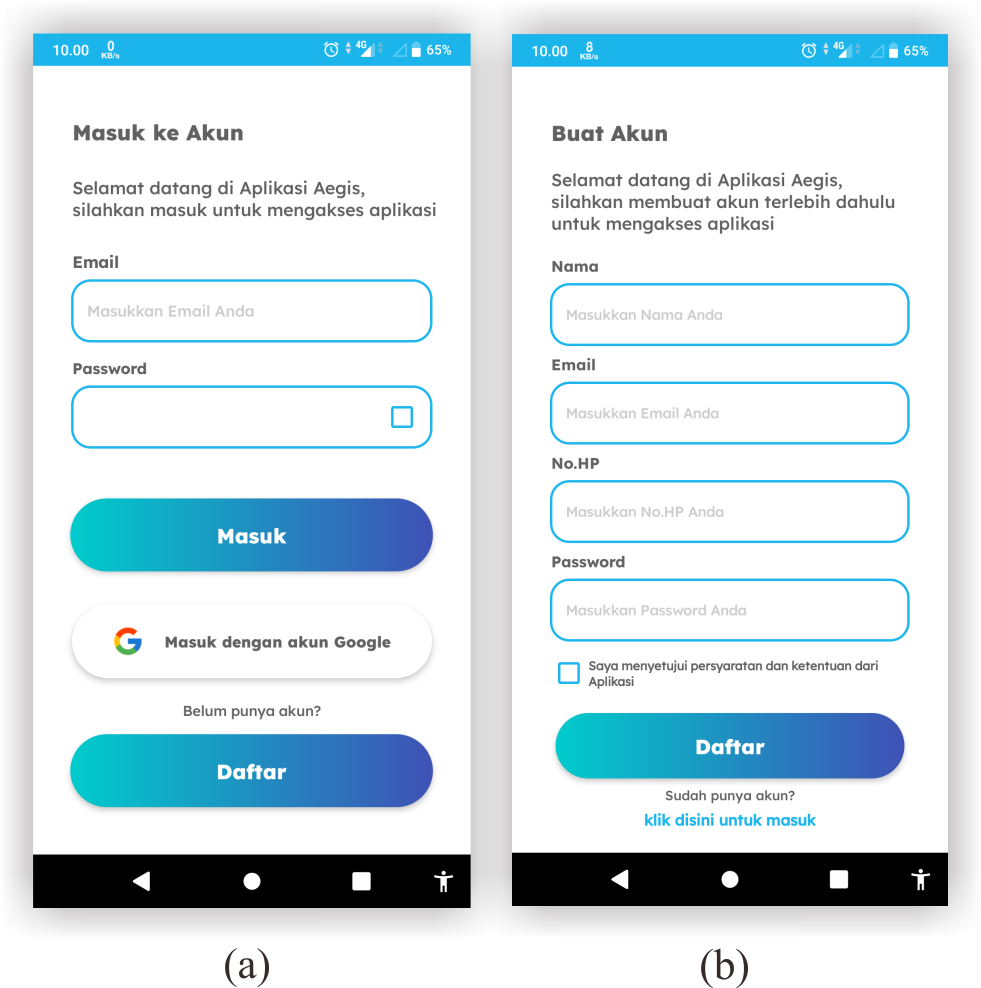 10.00 0 KB/s 4G 65%
Masuk ke Akun
Selamat datang di Aplikasi Aegis,
silahkan masuk untuk mengakses aplikasi
Email
Masukkan Email Anda
Password
Masuk
Masuk dengan akun Google
Belum punya akun?
Daftar
(a)
10.00 8 KB/s 4G 65%
Buat Akun
Selamat datang di Aplikasi Aegis,
silahkan membuat akun terlebih dahulu
untuk mengakses aplikasi
Nama
Masukkan Nama Anda
Email
Masukkan Email Anda
No.HP
Masukkan No.HP Anda
Password
Masukkan Password Anda
Saya menyetujui persyaratan dan ketentuan dari
Aplikasi
Daftar
Sudah punya akun?
klik disini untuk masuk
(b)